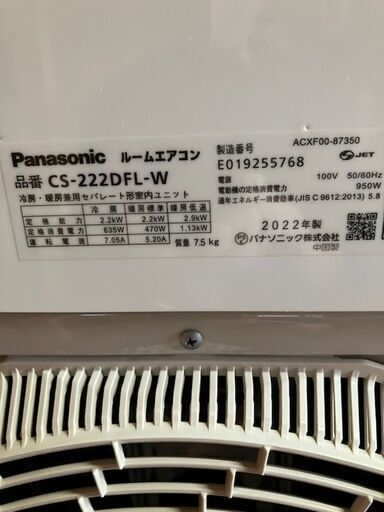 ACXF00-87350
Panasonic ルームエアコン
製造番号
E019255768
JET
品番 CS-222DFL-W
冷房・暖房兼用セパレート形室内ユニット
電源 100V 50/60Hz
電動機の定格消費電力 950W
通年エネルギー消費効率(JIS C 9612:2013) 5.8
冷房 暖房標準 暖房低温
定格能力 2.2kW 2.2kW 2.9kW
定格消費電力 635W 470W 1.13kW
運転電流 7.05A 5.20A
質量 7.5 kg
2022年製
PS E JET パナソニック株式会社
中国製